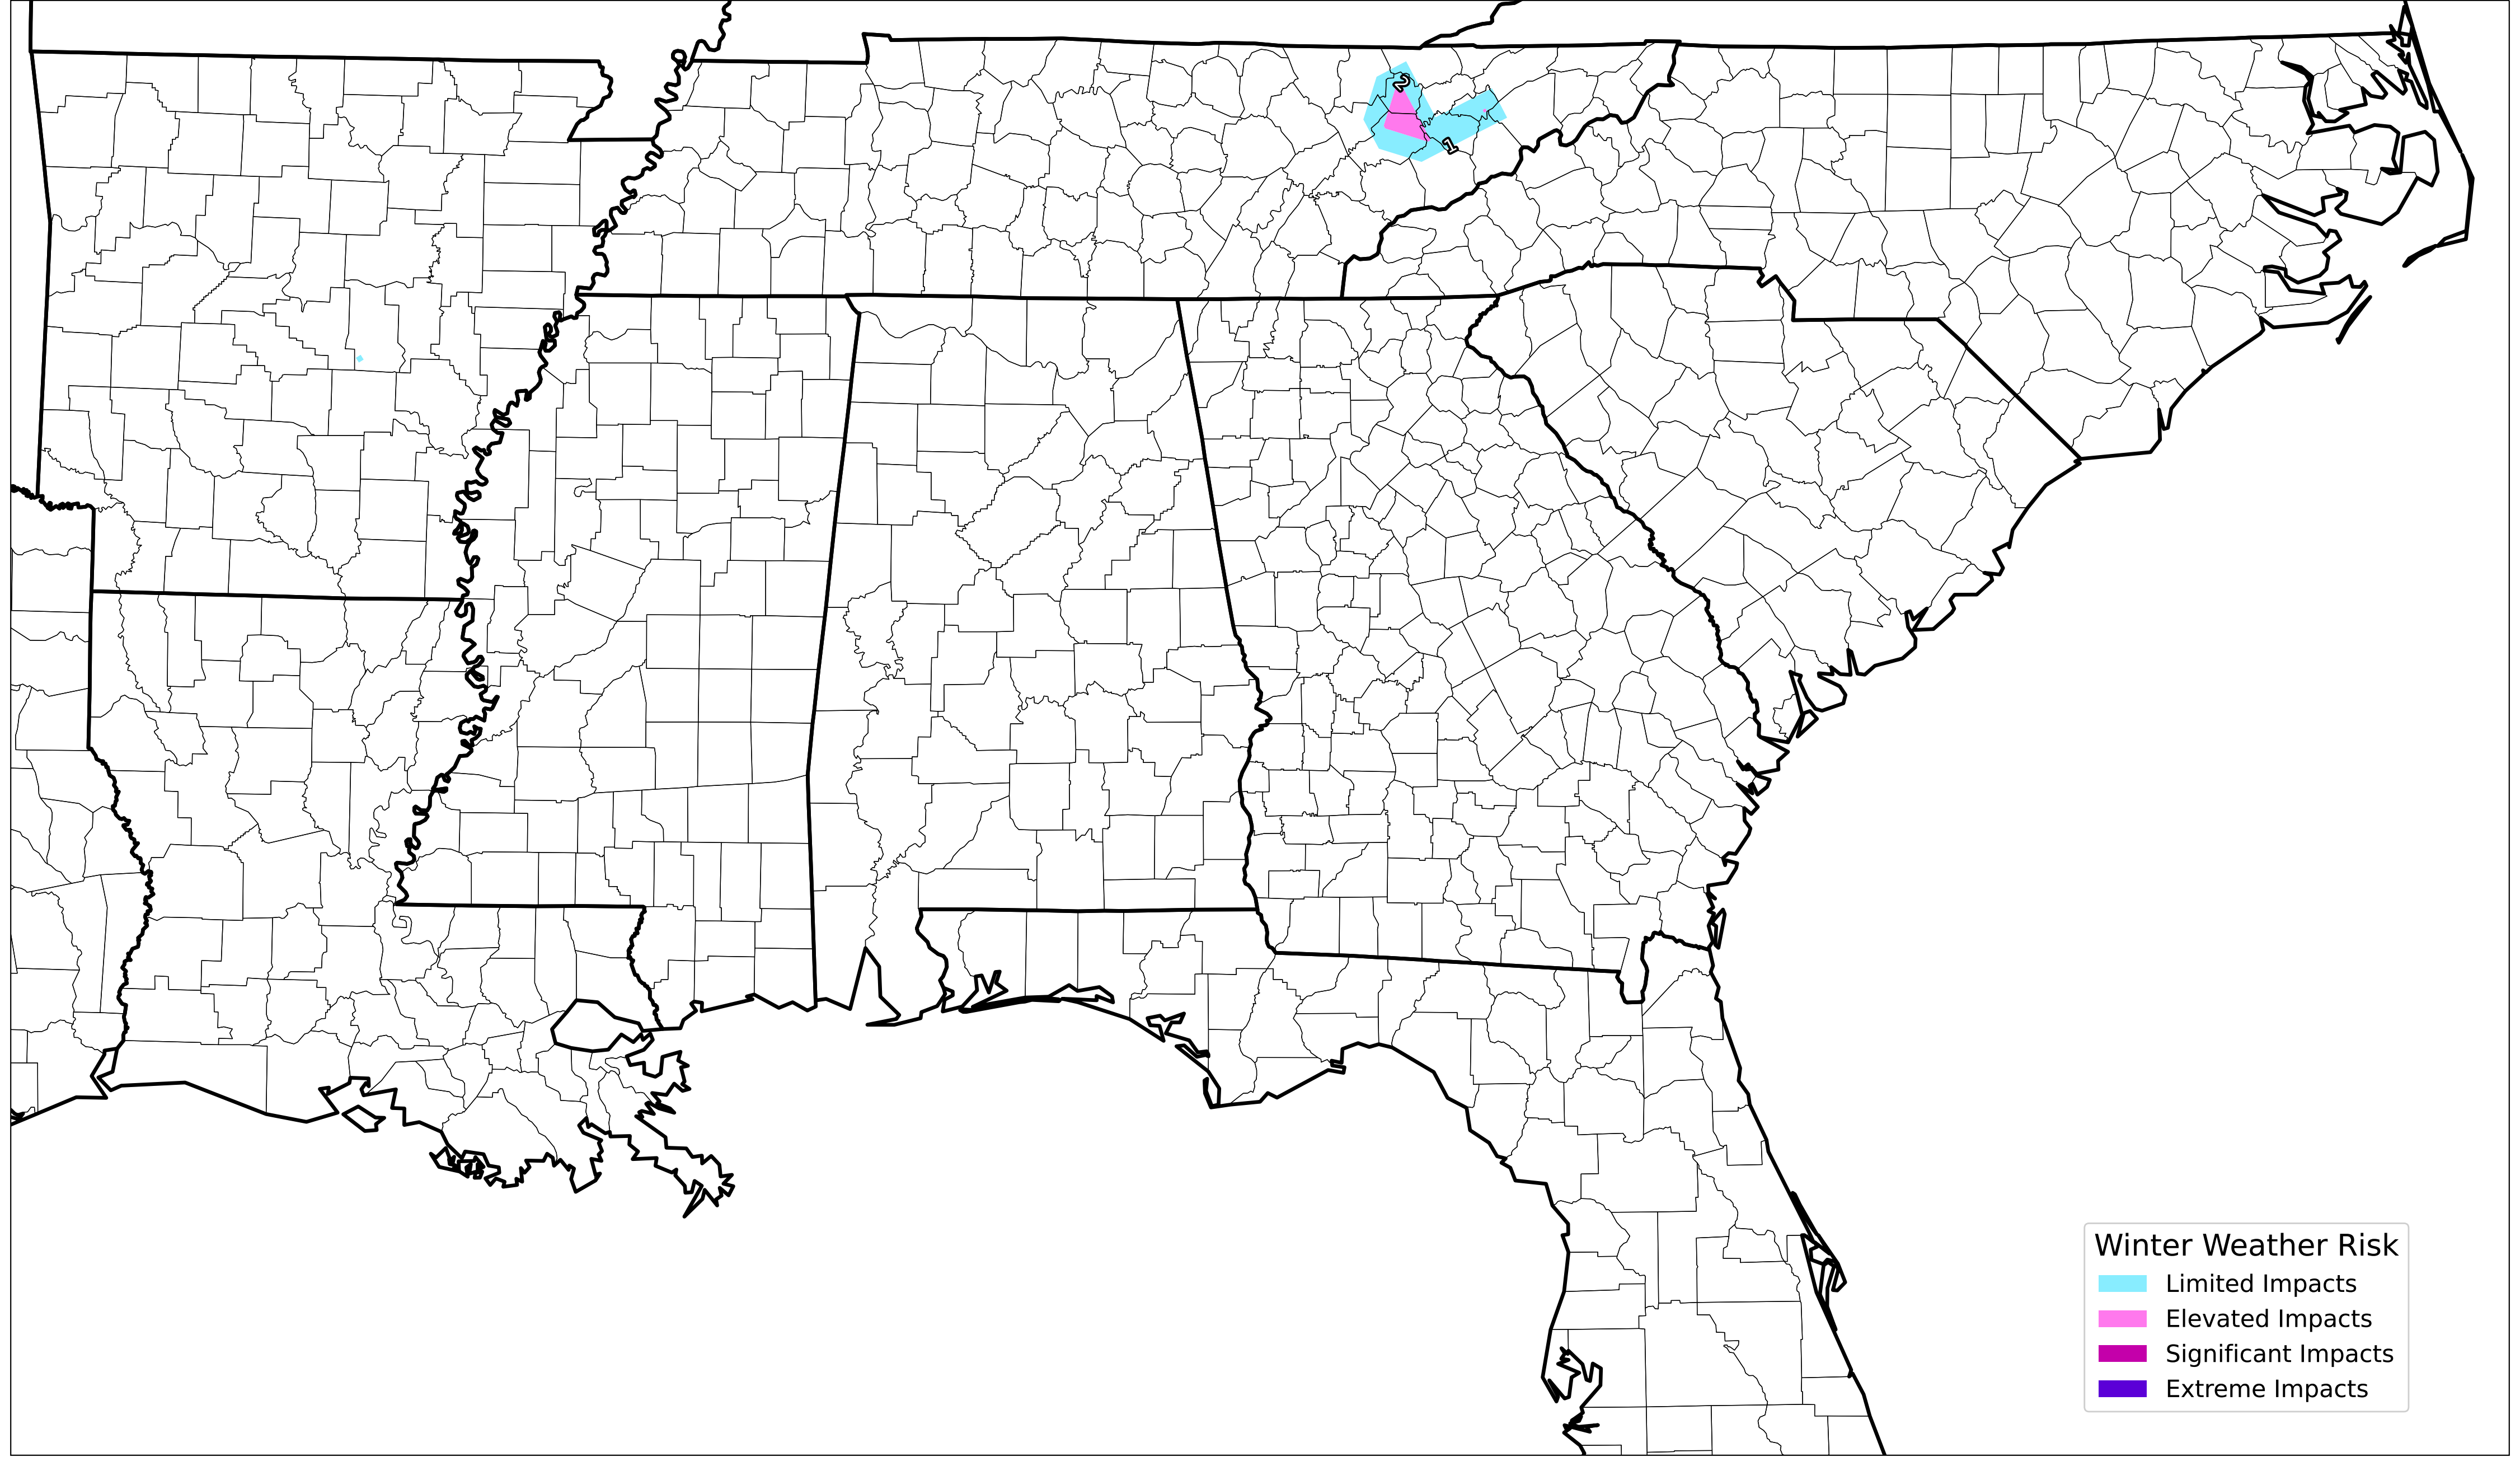 2
1
Winter Weather Risk
Limited Impacts
Elevated Impacts
Significant Impacts
Extreme Impacts